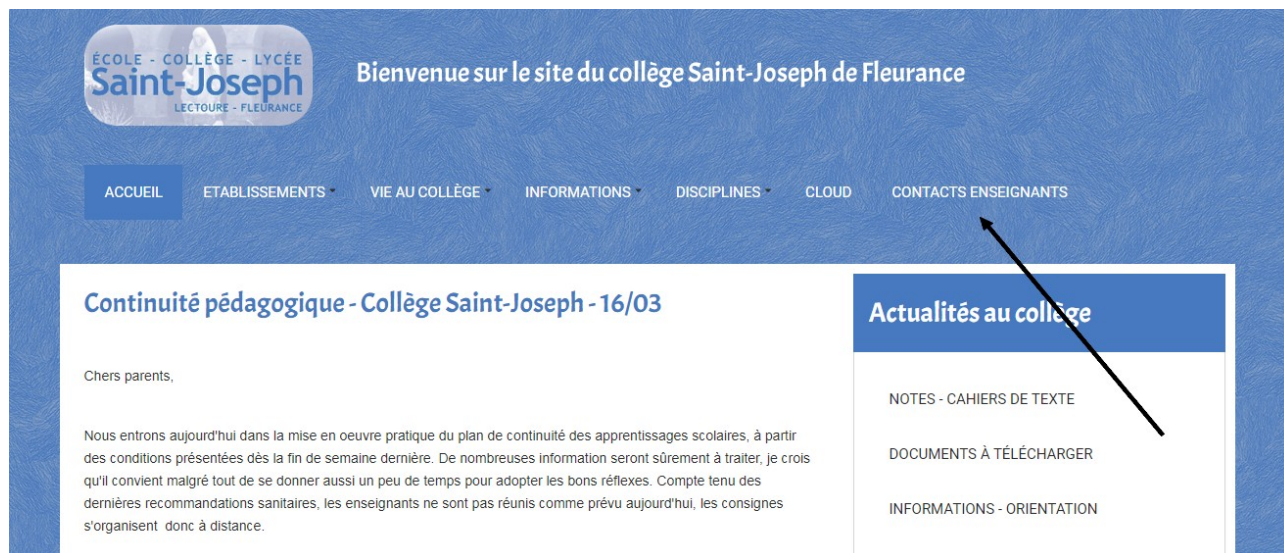 ÉCOLE - COLLÈGE - LYCÉE
Saint-Joseph
LECTOURE - FLEURANCE
Bienvenue sur le site du collège Saint-Joseph de Fleurance
ACCUEIL ETABLISSEMENTS VIE AU COLLÈGE INFORMATIONS DISCIPLINES CLOUD CONTACTS ENSEIGNANTS
Continuité pédagogique - Collège Saint-Joseph - 16/03
Chers parents,
Nous entrons aujourd'hui dans la mise en oeuvre pratique du plan de continuité des apprentissages scolaires, à partir
des conditions présentées dès la fin de semaine dernière. De nombreuses information seront sûrement à traiter, je crois
qu'il convient malgré tout de se donner aussi un peu de temps pour adopter les bons réflexes. Compte tenu des
dernières recommandations sanitaires, les enseignants ne sont pas réunis comme prévu aujourd'hui, les consignes
s'organisent donc à distance.
Actualités au collège
NOTES - CAHIERS DE TEXTE
DOCUMENTS À TÉLÉCHARGER
INFORMATIONS - ORIENTATION